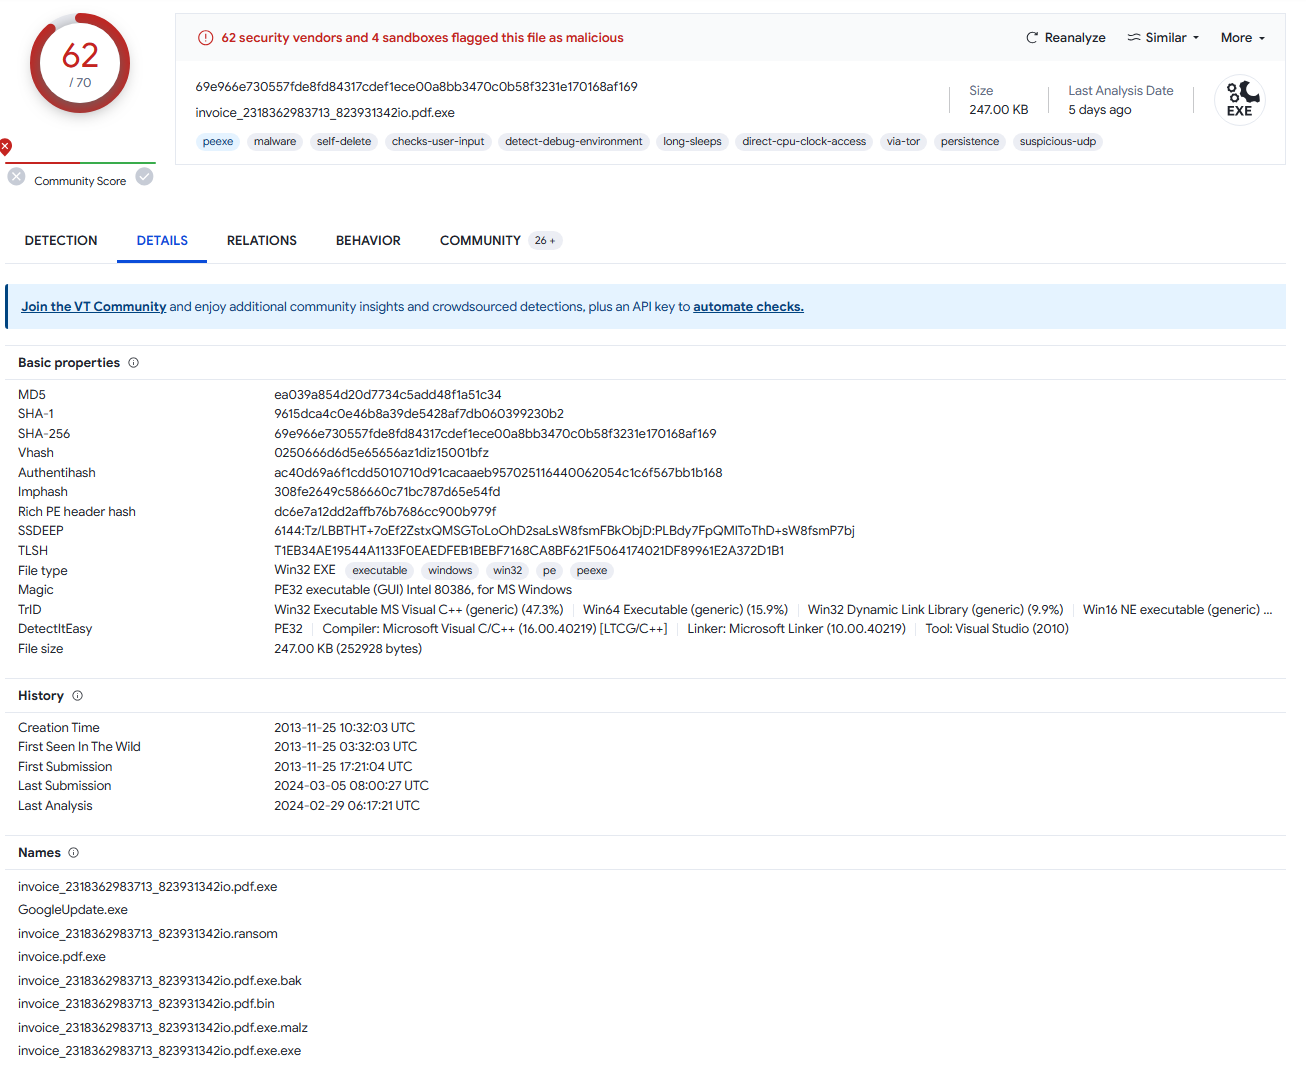 62
/ 70
Community Score
62 security vendors and 4 sandboxes flagged this file as malicious
Reanalyze
Similar
More
69e966e730557fde8fd84317cdef1ece00a8bb3470c0b58f3231e170168af169
invoice_2318362983713_823931342io.pdf.exe
Size
247.00 KB
Last Analysis Date
5 days ago
EXE
peexe malware self-delete checks-user-input detect-debug-environment long-sleeps direct-cpu-clock-access via-tor persistence suspicious-udp
DETECTION DETAILS RELATIONS BEHAVIOR COMMUNITY 26 +
Join the VT Community and enjoy additional community insights and crowdsourced detections, plus an API key to automate checks.
Basic properties
MD5 ea039a854d20d7734c5add48f1a51c34
SHA-1 9615dca4c0e46b8a39de5428af7db060399230b2
SHA-256 69e966e730557fde8fd84317cdef1ece00a8bb3470c0b58f3231e170168af169
Vhash 0250666d6d5e65656az1diz15001bfz
Authentihash ac40d69a6f1cdd5010710d91cacaaeb957025116440062054c1c6f567bb1b168
Imphash 308fe2649c586660c71bc787d65e54fd
Rich PE header hash dc6e7a12dd2affb76b7686cc900b979f
SSDEEP 6144:Tz/LBBTHT+7oEf2ZstxQMSGToLoOhD2saLsW8fsmFBkObjD:PLBdy7FpQMIToThD+sW8fsmP7bj
TLSH T1EB34AE19544A1133F0EAEDFEB1BEBF7168CA8BF621F5064174021DF89961E2A372D1B1
File type Win32 EXE executable windows win32 pe peexe
Magic PE32 executable (GUI) Intel 80386, for MS Windows
TrID Win32 Executable MS Visual C++ (generic) (47.3%) Win64 Executable (generic) (15.9%) Win32 Dynamic Link Library (generic) (9.9%) Win16 NE executable (generic) ...
DetectItEasy PE32 Compiler: Microsoft Visual C/C++ (16.00.40219) [LTCG/C++] Linker: Microsoft Linker (10.00.40219) Tool: Visual Studio (2010)
File size 247.00 KB (252928 bytes)
History
Creation Time 2013-11-25 10:32:03 UTC
First Seen In The Wild 2013-11-25 03:32:03 UTC
First Submission 2013-11-25 17:21:04 UTC
Last Submission 2024-03-05 08:00:27 UTC
Last Analysis 2024-02-29 06:17:21 UTC
Names
invoice_2318362983713_823931342io.pdf.exe
GoogleUpdate.exe
invoice_2318362983713_823931342io.ransom
invoice.pdf.exe
invoice_2318362983713_823931342io.pdf.exe.bak
invoice_2318362983713_823931342io.pdf.bin
invoice_2318362983713_823931342io.pdf.exe.malz
invoice_2318362983713_823931342io.pdf.exe.exe